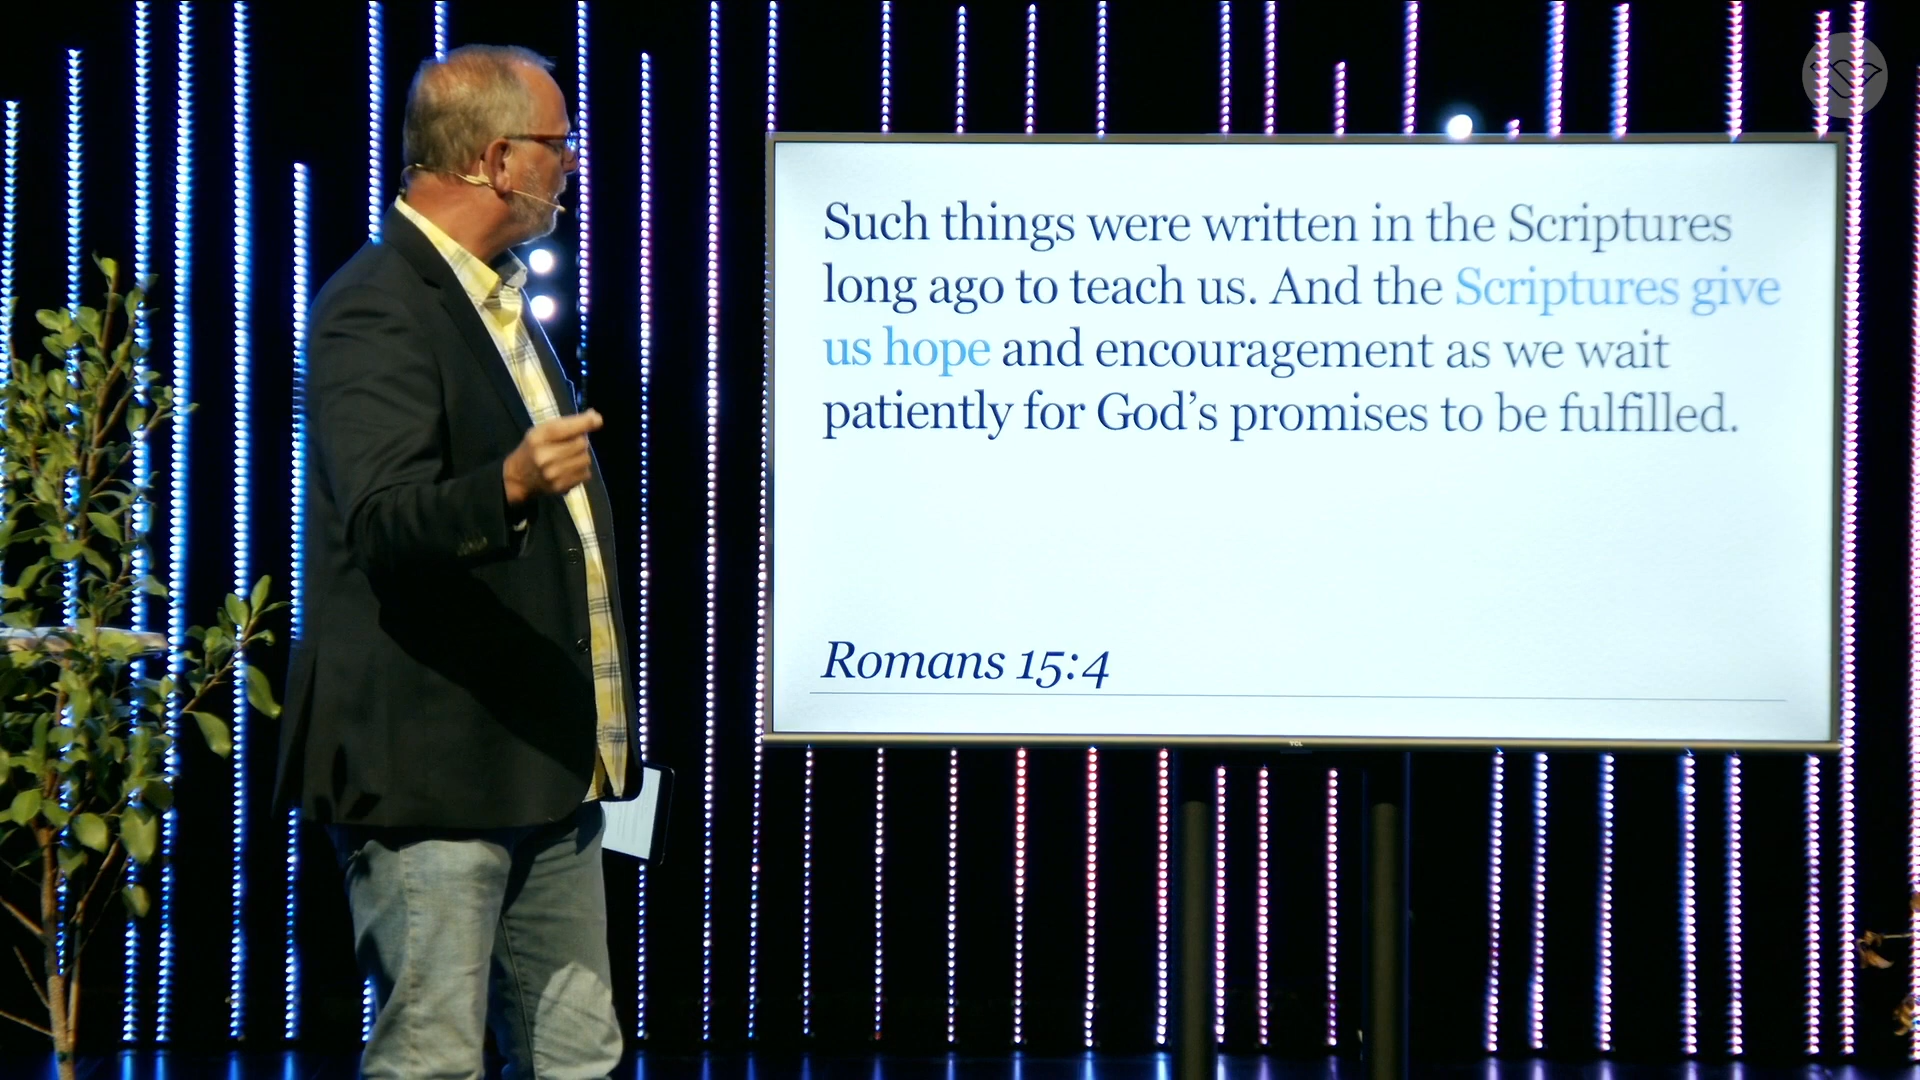 Such things were written in the Scriptures
long ago to teach us. And the Scriptures give
us hope and encouragement as we wait
patiently for God’s promises to be fulfilled.
Romans 15:4
TCL